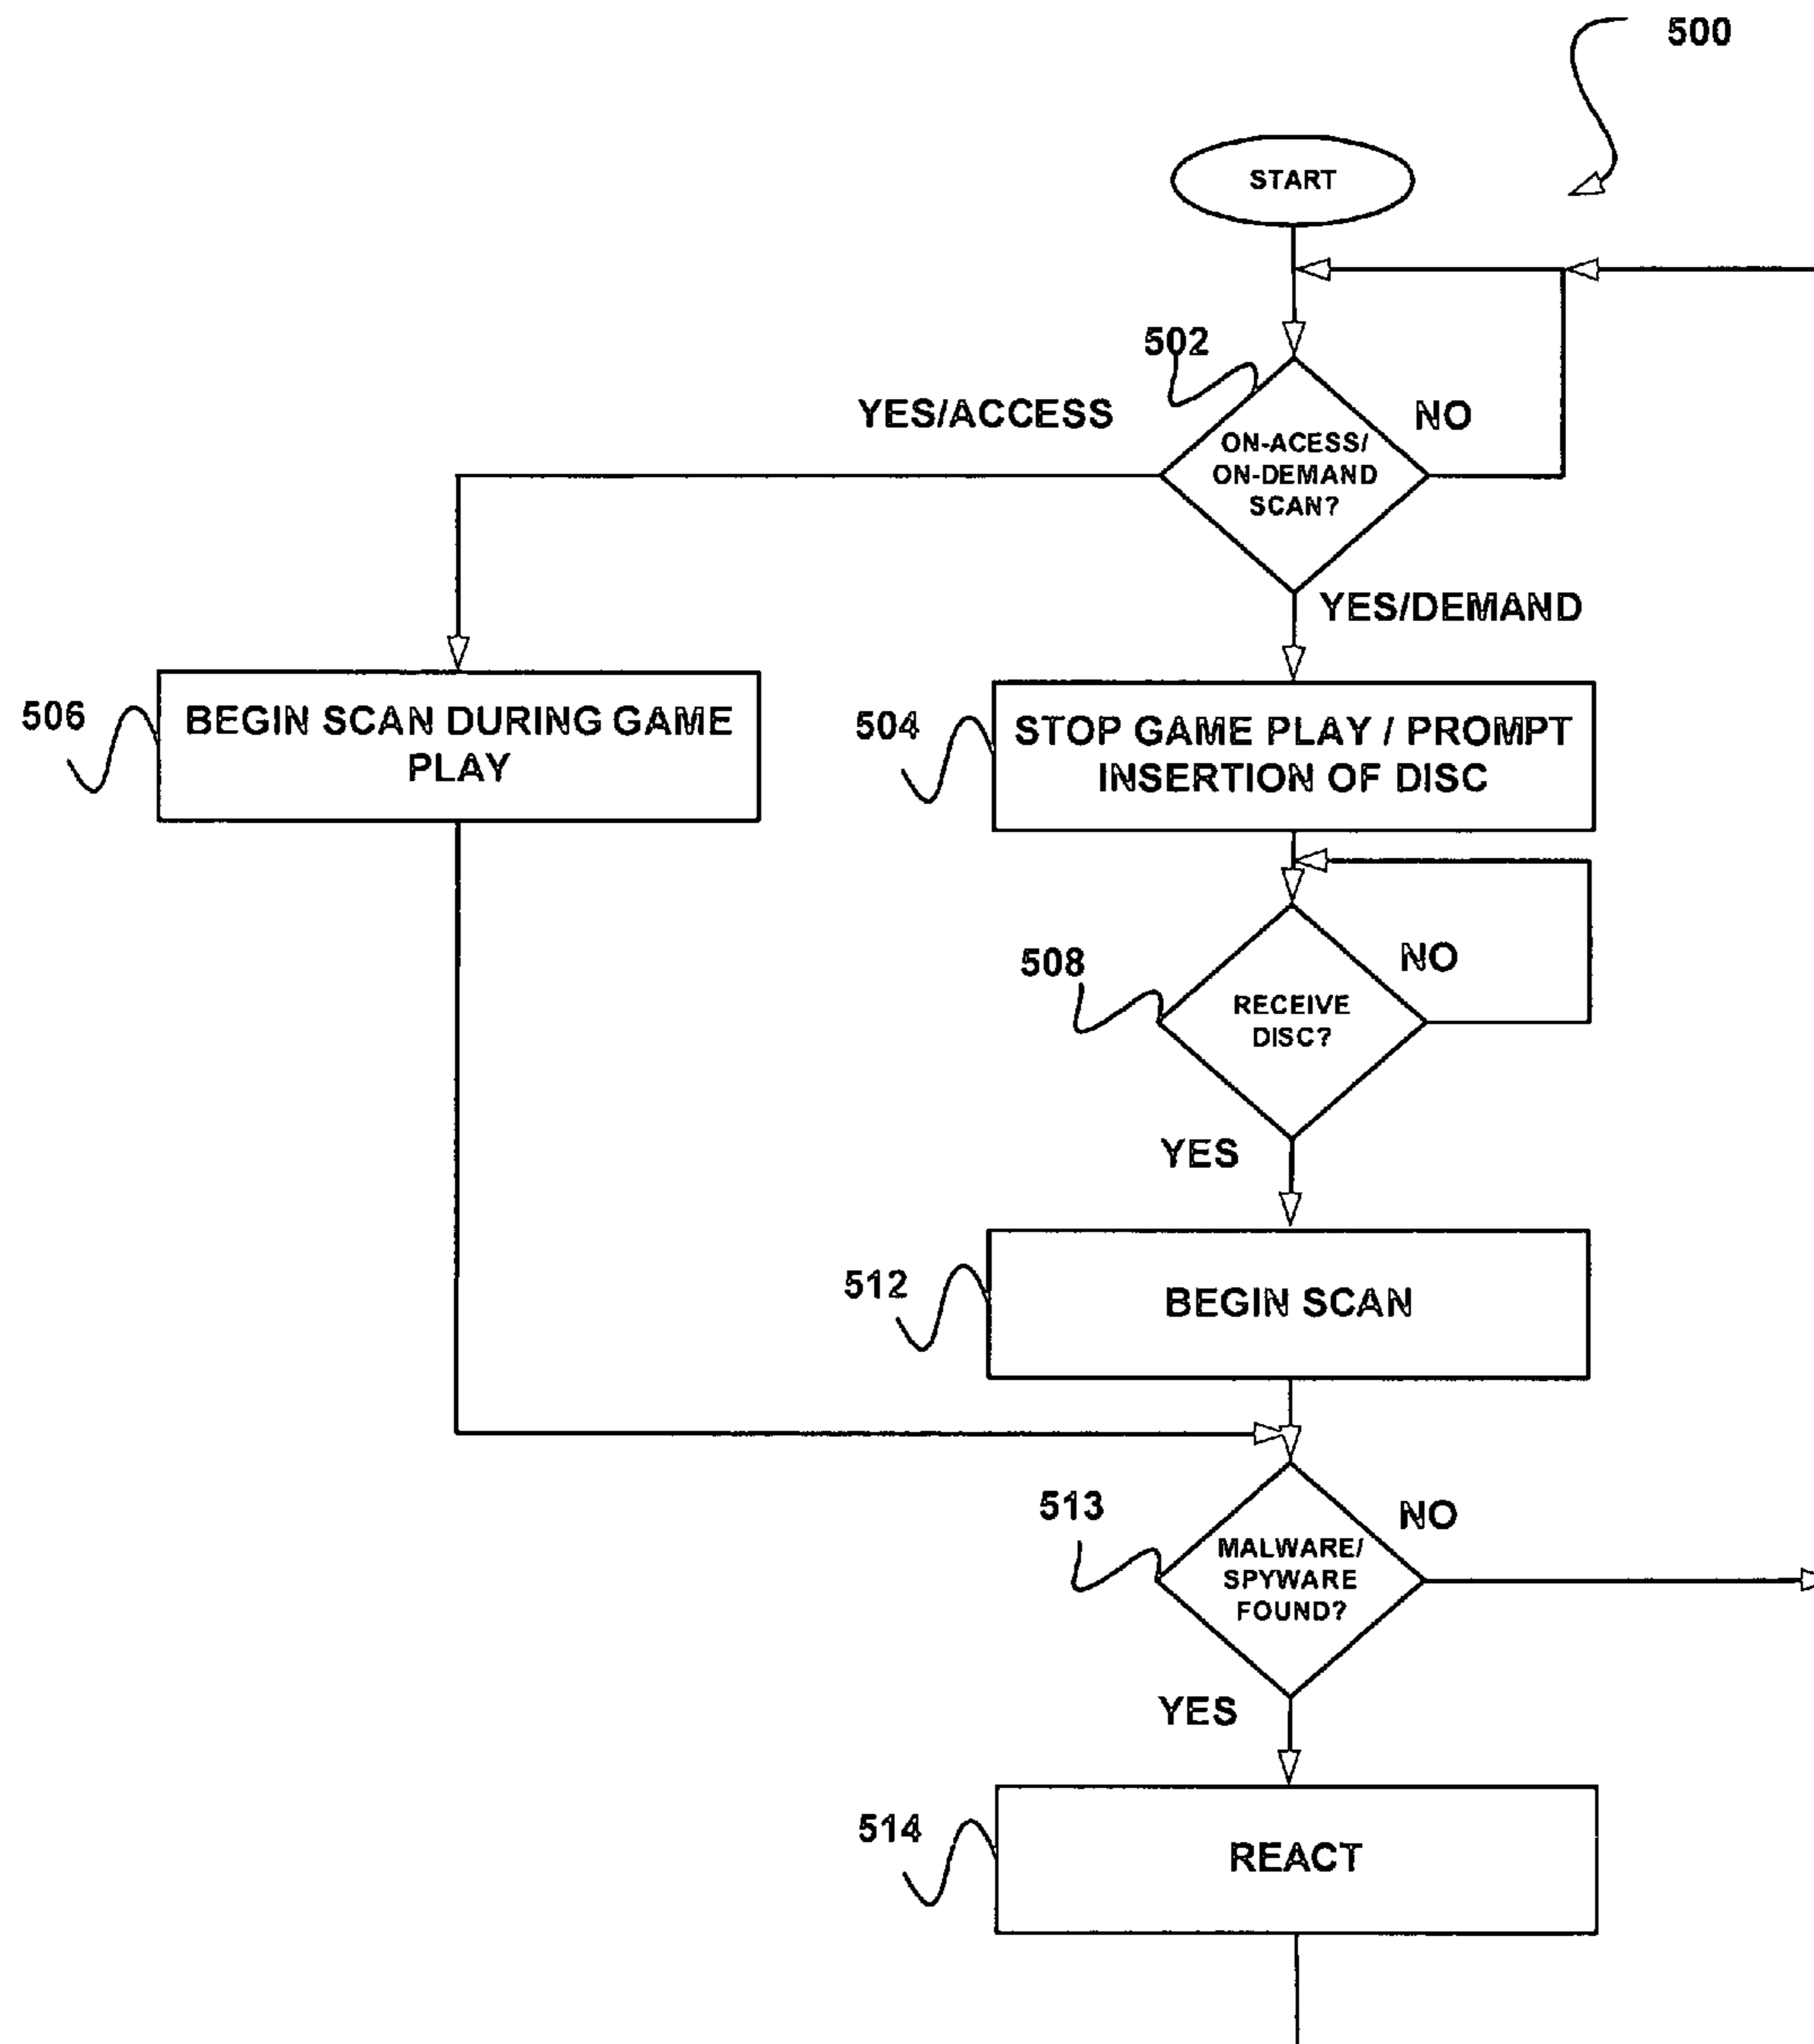 500
START
502
YES/ACCESS
NO
ON-ACESS/
ON-DEMAND
SCAN?
YES/DEMAND
506
BEGIN SCAN DURING GAME
PLAY
504
STOP GAME PLAY / PROMPT
INSERTION OF DISC
508
NO
RECEIVE
DISC?
YES
512
BEGIN SCAN
513
NO
MALWARE/
SPYWARE
FOUND?
YES
514
REACT